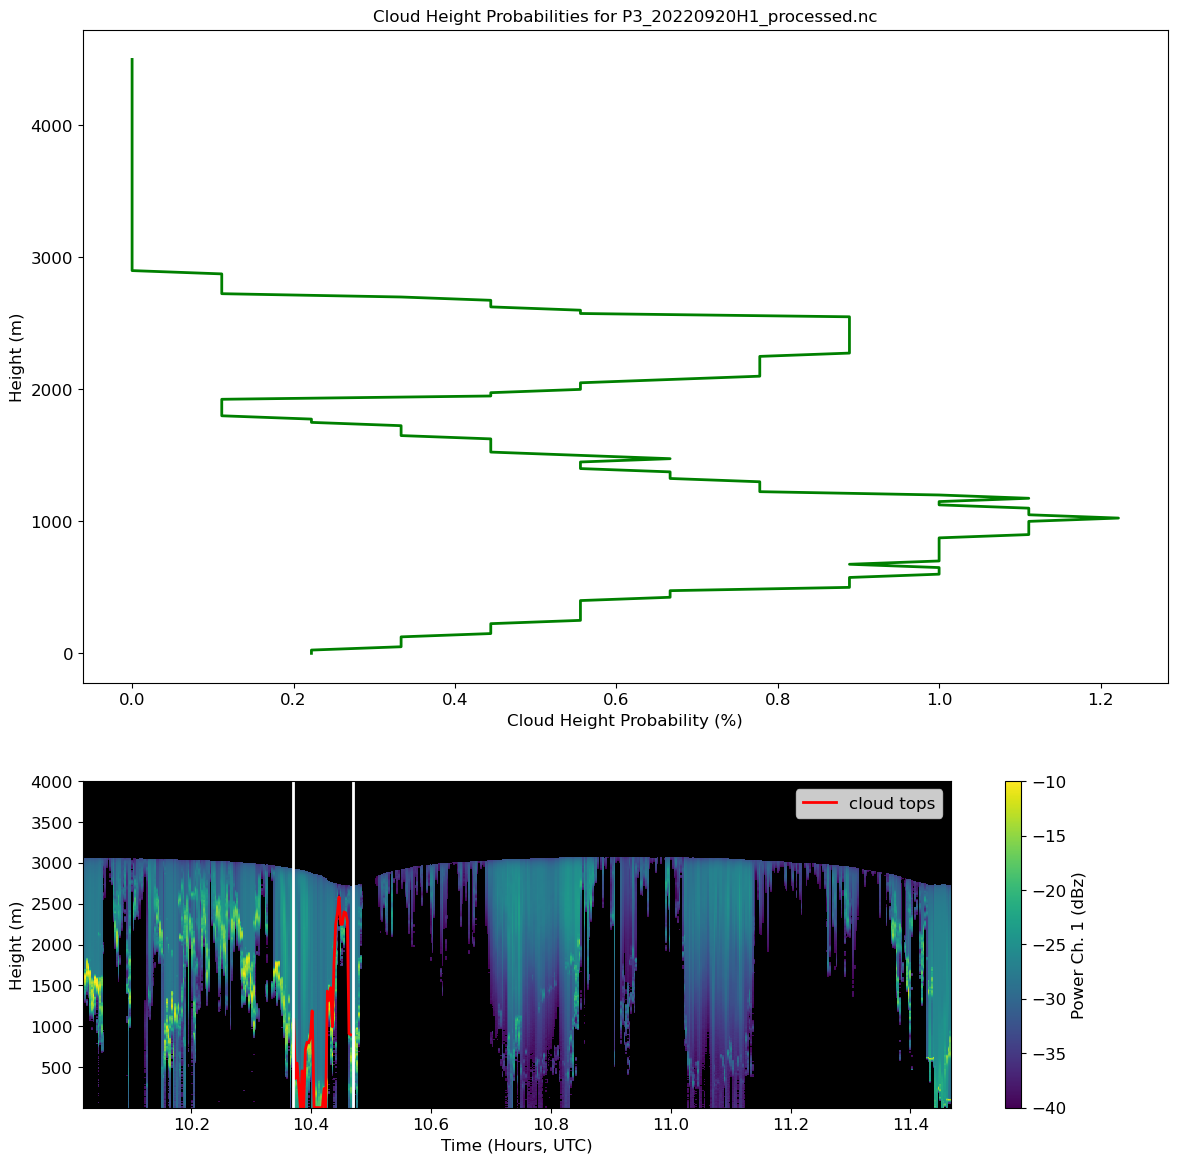 Cloud Height Probabilities for P3_20220920H1_processed.nc
Height (m)
4000
3000
2000
1000
0
0.0 0.2 0.4 0.6 0.8 1.0 1.2
Cloud Height Probability (%)
Height (m)
4000
3500
3000
2500
2000
1500
1000
500
cloud tops
10.2 10.4 10.6 10.8 11.0 11.2 11.4
Time (Hours, UTC)
−10
−15
−20
−25
−30
−35
−40
Power Ch. 1 (dBz)